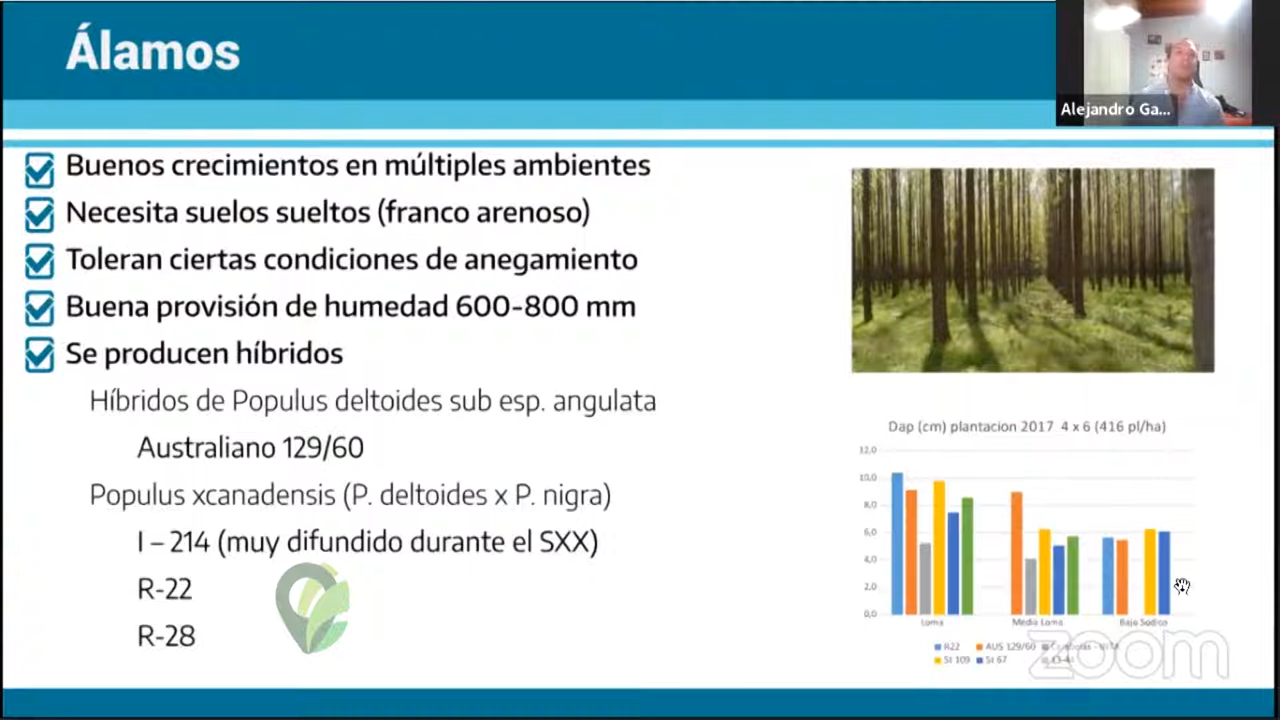 Álamos
Alejandro Ga...
Buenos crecimientos en múltiples ambientes
Necesita suelos sueltos (franco arenoso)
Toleran ciertas condiciones de anegamiento
Buena provisión de humedad 600-800 mm
Se producen híbridos
Híbridos de Populus deltoides sub esp. angulata
Australiano 129/60
Populus xcanadensis (P. deltoides x P. nigra)
I – 214 (muy difundido durante el SXX)
R-22
R-28
Dap (cm) plantacion 2017 4 x 6 (416 pl/ha)
12,0
10,0
8,0
6,0
4,0
2,0
0,0
Loma Media Loma Bajo Sodico
R22 AUS 129/60
St 109 St 67
zoom